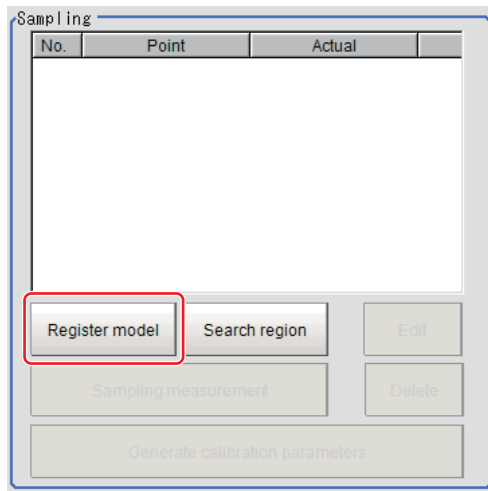 Sampling
No. Point Actual
Register model Search region Edit
Sampling measurement Delete
Generate calibration parameters